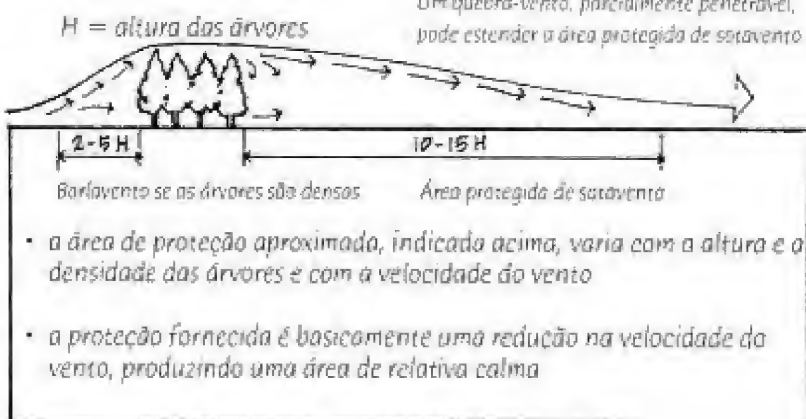 Um quebra-vento, parcialmente penetrável,
pode estender a área protegida de sotavento
H = altura das árvores
2-5 H
10-15 H
Barlavento se as árvores são densas
Área protegida de sotavento
• a área de proteção aproximada, indicada acima, varia com a altura e a
densidade das árvores e com a velocidade do vento
• a proteção fornecida é basicamente uma redução na velocidade do
vento, produzindo uma área de relativa calma